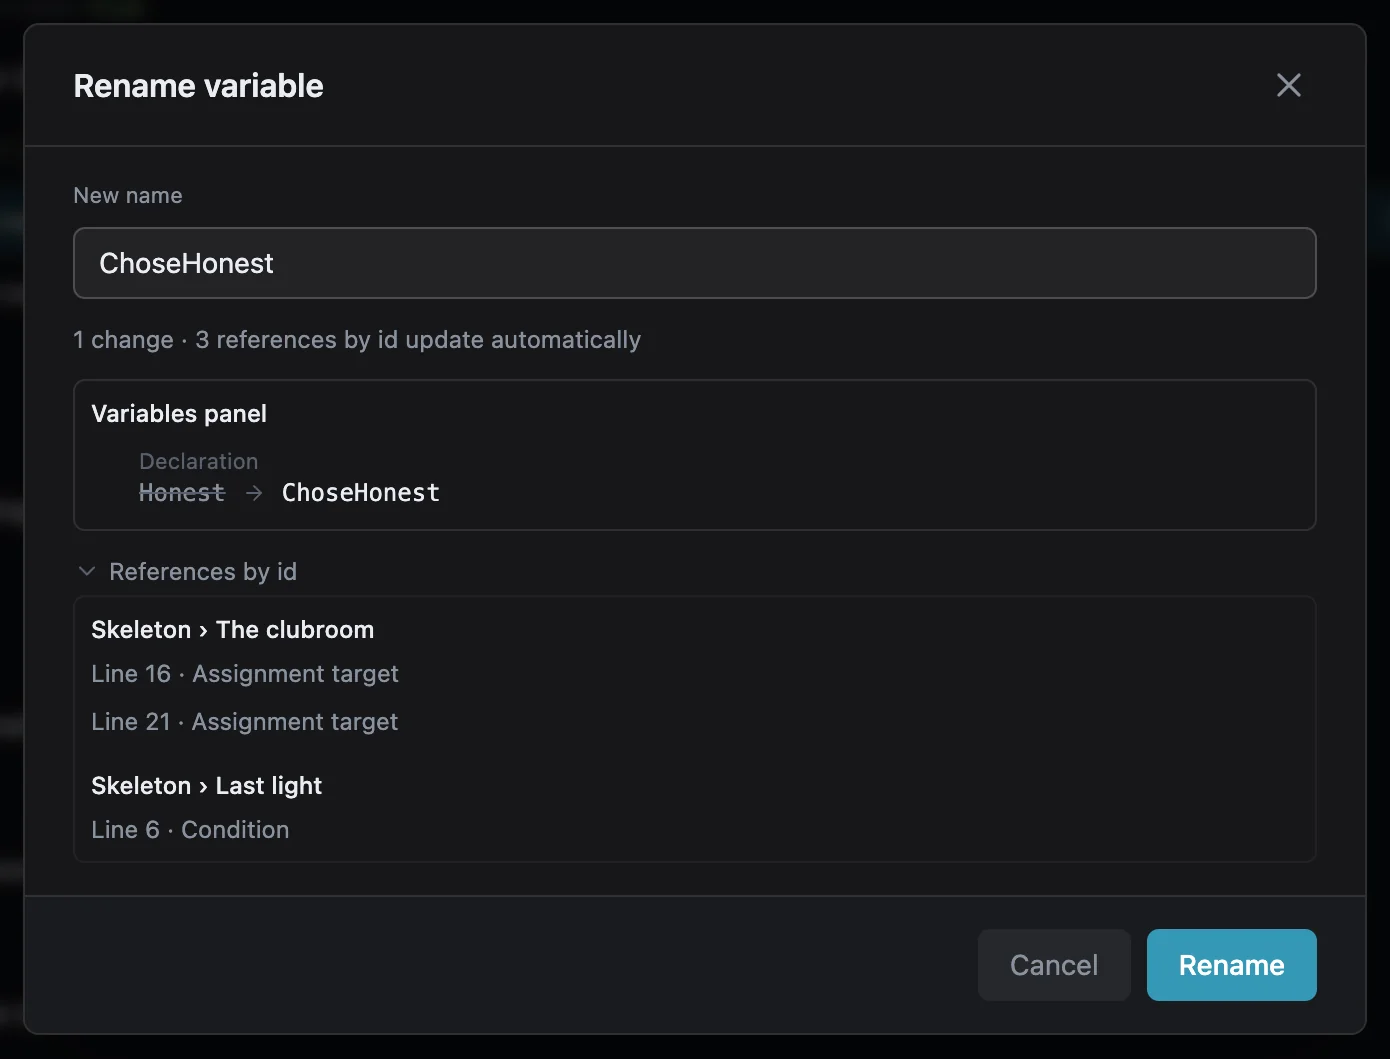 Rename variable
New name
ChoseHonest
1 change · 3 references by id update automatically
Variables panel
Declaration
Honest → ChoseHonest
References by id
Skeleton › The clubroom
Line 16 · Assignment target
Line 21 · Assignment target
Skeleton › Last light
Line 6 · Condition
Cancel
Rename